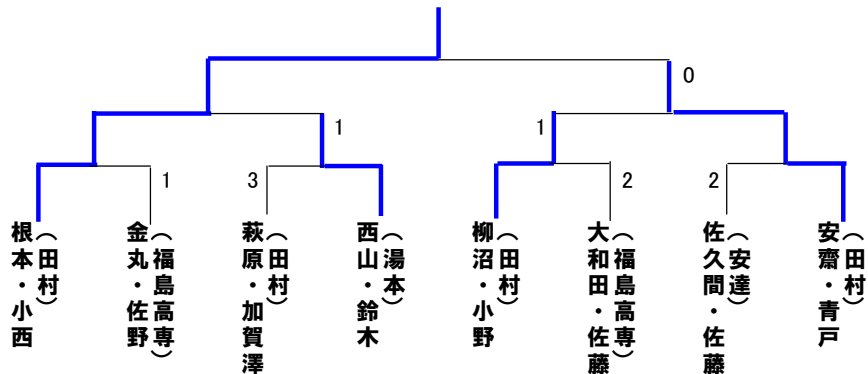 0
1
1
1
3
2
2
根本・小西
（田村）
金丸・佐野
（福島高専）
萩原・加賀澤
（田村）
西山・鈴木
（湯本）
柳沼・小野
（田村）
大和田・佐藤
（福島高専）
佐久間・佐藤
（安達）
安齋・青戸
（田村）